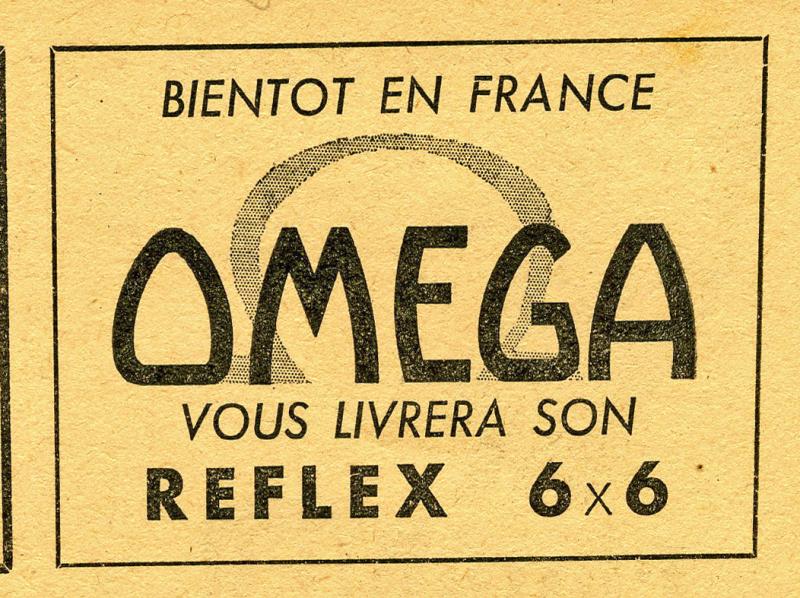 BIENTOT EN FRANCE
OMEGA
VOUS LIVRERA SON
REFLEX 6x6